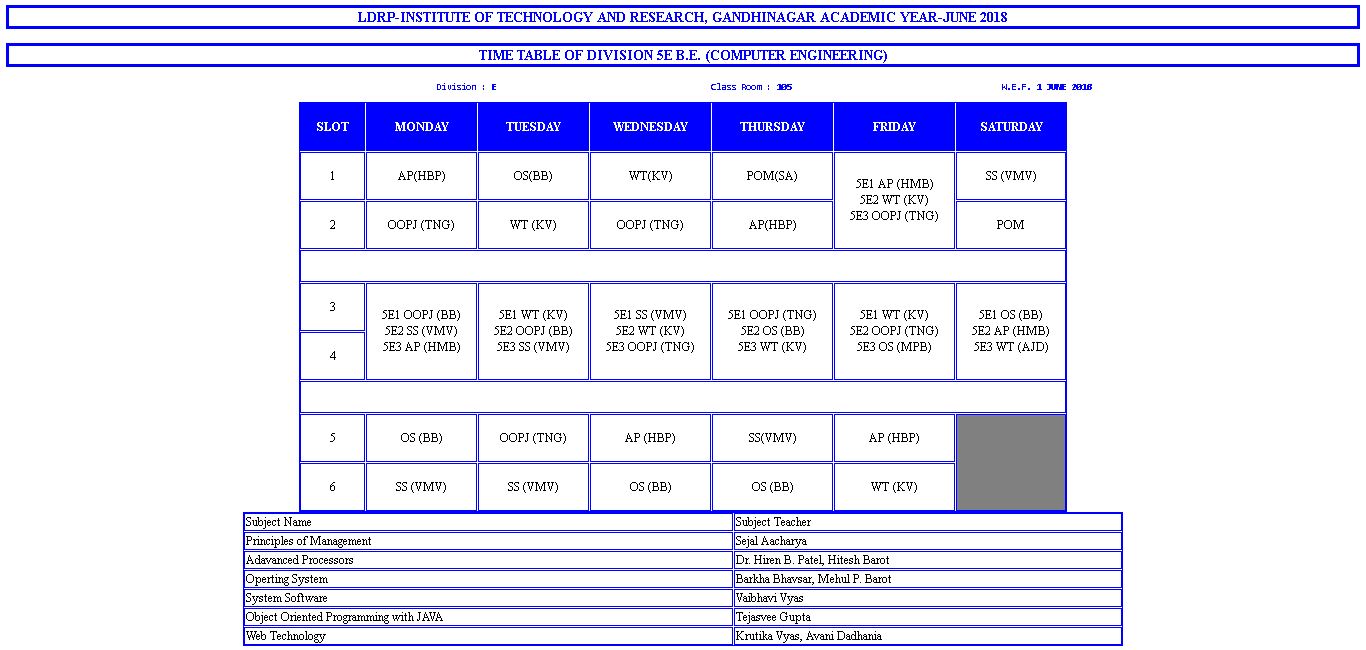 LDRP-INSTITUTE OF TECHNOLOGY AND RESEARCH, GANDHINAGAR ACADEMIC YEAR-JUNE 2018
TIME TABLE OF DIVISION 5E B.E. (COMPUTER ENGINEERING)
Division : E Class Room : 105 W.E.F. 1 JUNE 2018
SLOT MONDAY TUESDAY WEDNESDAY THURSDAY FRIDAY SATURDAY
1 AP(HBP) OS(BB) WT(KV) POM(SA) SS (VMV)
5E1 AP (HMB)
5E2 WT (KV)
5E3 OOPJ (TNG)
2 OOPJ (TNG) WT (KV) OOPJ (TNG) AP(HBP) POM
3
5E1 OOPJ (BB) 5E1 WT (KV) 5E1 SS (VMV) 5E1 OOPJ (TNG) 5E1 WT (KV) 5E1 OS (BB)
5E2 SS (VMV) 5E2 OOPJ (BB) 5E2 WT (KV) 5E2 OS (BB) 5E2 OOPJ (TNG) 5E2 AP (HMB)
5E3 AP (HMB) 5E3 SS (VMV) 5E3 OOPJ (TNG) 5E3 WT (KV) 5E3 OS (MPB) 5E3 WT (AJD)
4
5 OS (BB) OOPJ (TNG) AP (HBP) SS(VMV) AP (HBP)
6 SS (VMV) SS (VMV) OS (BB) OS (BB) WT (KV)
Subject Name Subject Teacher
Principles of Management Sejal Aacharya
Adavanced Processors Dr. Hiren B. Patel, Hitesh Barot
Operting System Barkha Bhavsar, Mehul P. Barot
System Software Vaibhavi Vyas
Object Oriented Programming with JAVA Tejasvee Gupta
Web Technology Krutika Vyas, Avani Dadhania